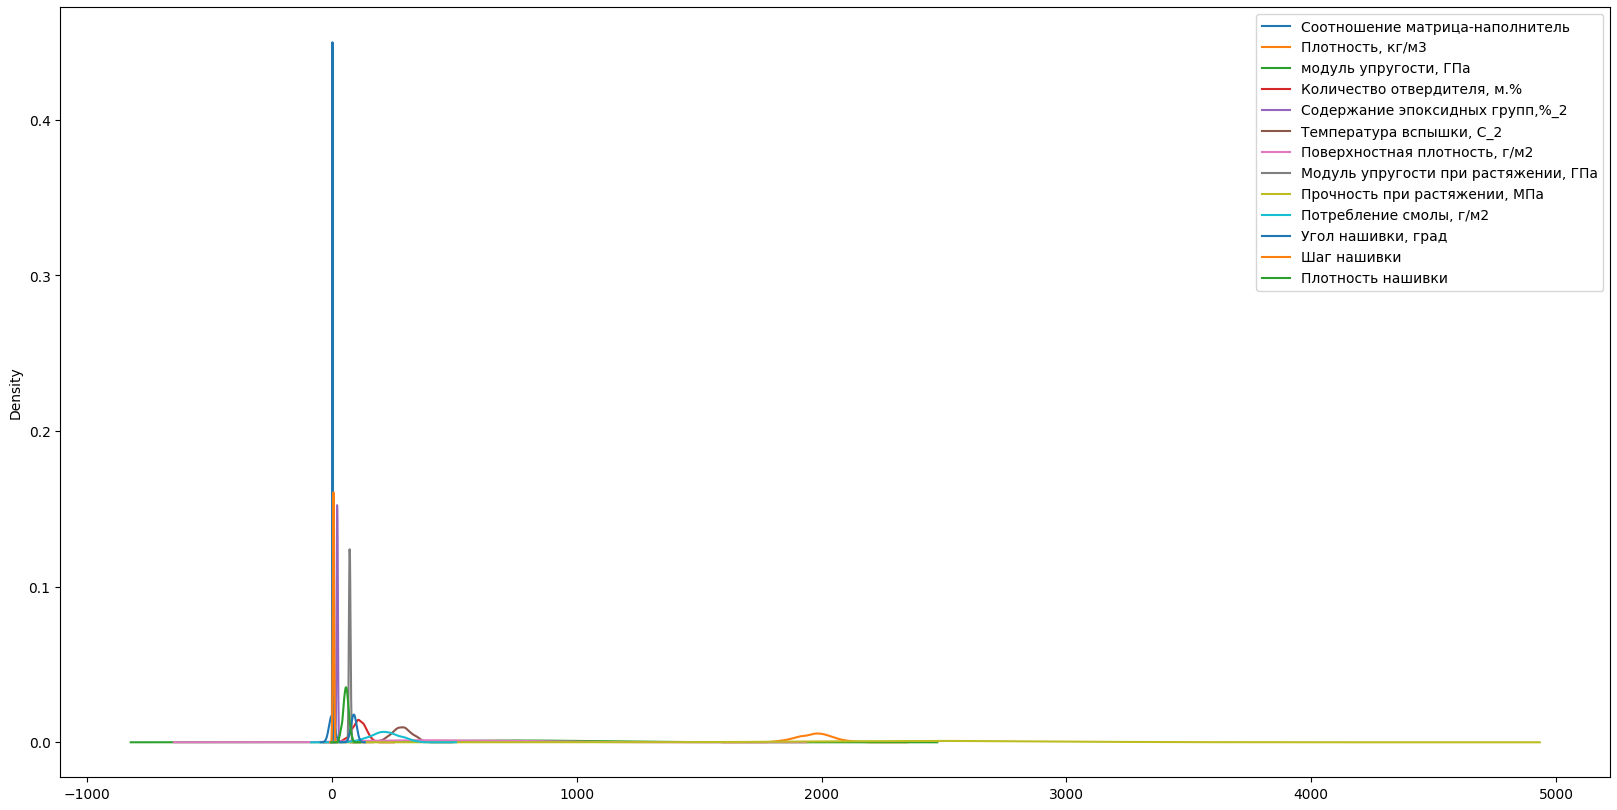 Соотношение матрица-наполнитель
Плотность, кг/м3
модуль упругости, ГПа
Количество отвердителя, м.%
Содержание эпоксидных групп,%_2
Температура вспышки, С_2
Поверхностная плотность, г/м2
Модуль упругости при растяжении, ГПа
Прочность при растяжении, МПа
Потребление смолы, г/м2
Угол нашивки, град
Шаг нашивки
Плотность нашивки
0.4
0.3
0.2
0.1
0.0
Density
−1000 0 1000 2000 3000 4000 5000